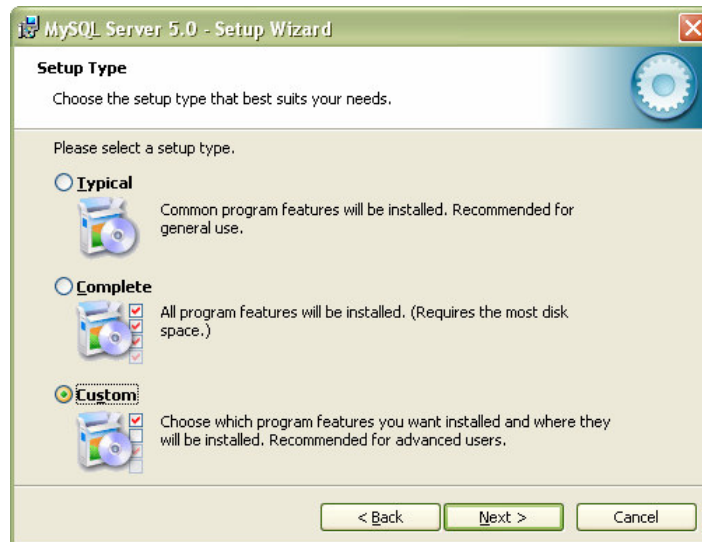 MySQL Server 5.0 - Setup Wizard
Setup Type
Choose the setup type that best suits your needs.
Please select a setup type.
Typical
Common program features will be installed. Recommended for
general use.
Complete
All program features will be installed. (Requires the most disk
space.)
Custom
Choose which program features you want installed and where they
will be installed. Recommended for advanced users.
< Back
Next >
Cancel